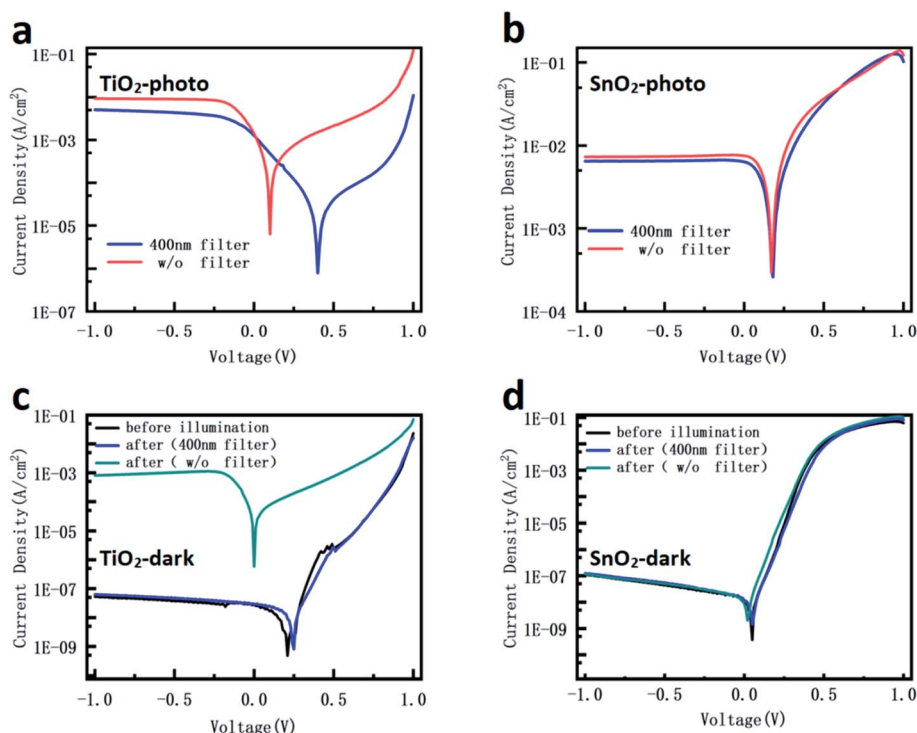 a
1E-01
1E-03
1E-05
1E-07
Current Density(A/cm²)
TiO₂-photo
400nm filter
w/o filter
-1.0 -0.5 0.0 0.5 1.0
Voltage(V)
b
1E-01
1E-02
1E-03
1E-04
Current Density(A/cm²)
SnO₂-photo
400nm filter
w/o filter
-1.0 -0.5 0.0 0.5 1.0
Voltage(V)
c
1E-01
1E-03
1E-05
1E-07
1E-09
Current Density(A/cm²)
before illumination
after (400nm filter)
after ( w/o filter)
TiO₂-dark
-1.0 -0.5 0.0 0.5 1.0
Voltage(V)
d
1E-01
1E-03
1E-05
1E-07
1E-09
Current Density(A/cm²)
before illumination
after (400nm filter)
after ( w/o filter)
SnO₂-dark
-1.0 -0.5 0.0 0.5 1.0
Voltage(V)